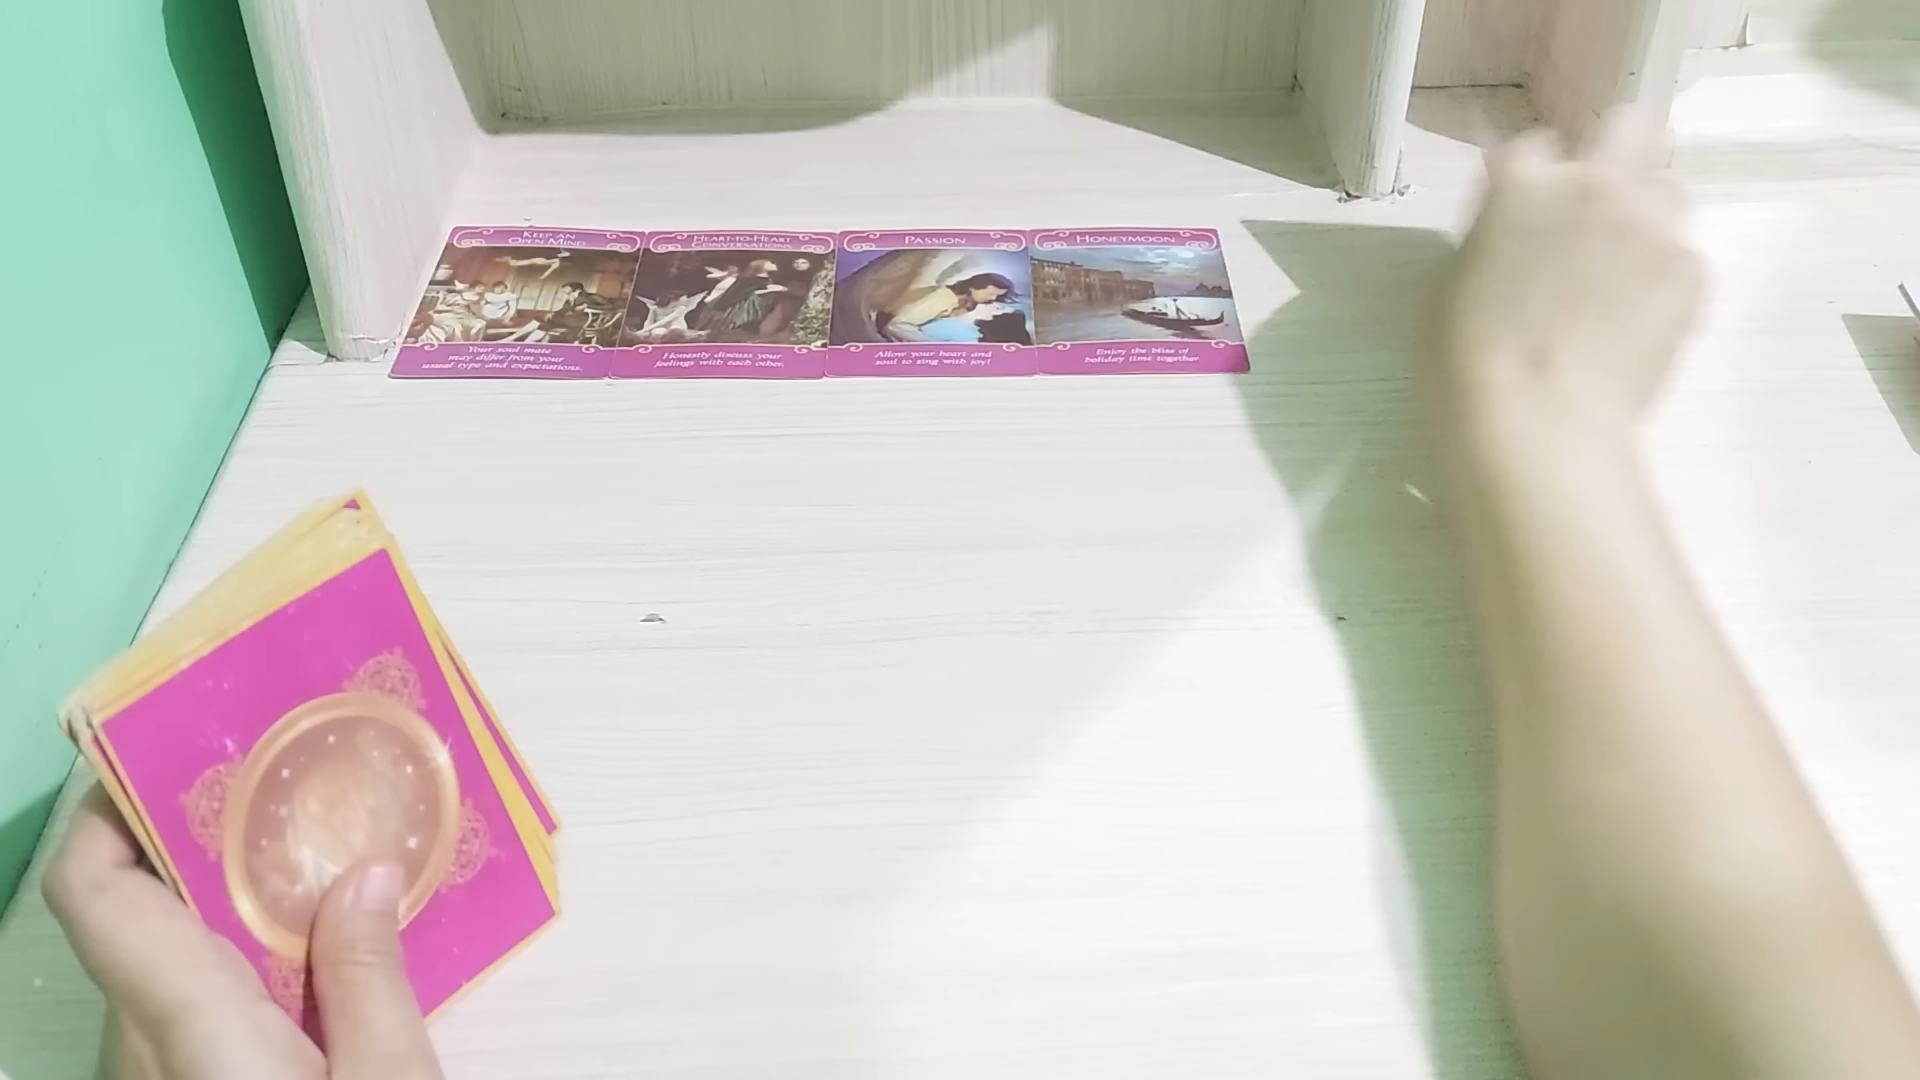 KEEP AN
OPEN MIND
Your soul mate
may differ from your
usual type and expectations.
HEART-TO-HEART
CONVERSATIONS
Honestly discuss your
feelings with each other.
PASSION
Allow your heart and
soul to sing with joy!
HONEYMOON
Enjoy the bliss of
holiday time together